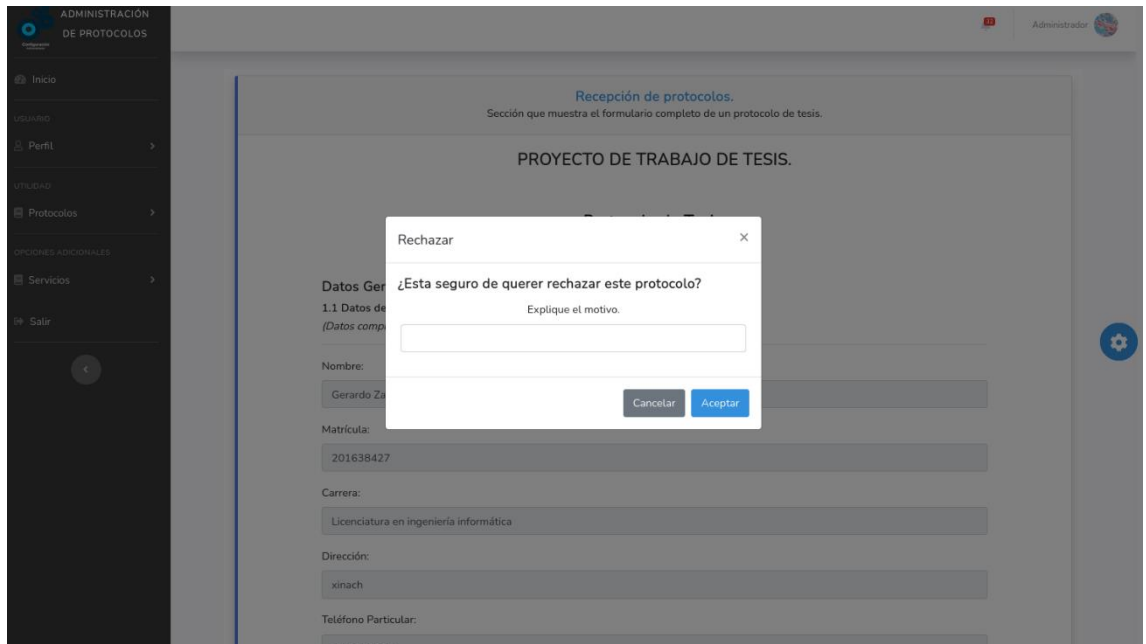 ADMINISTRACIÓN
DE PROTOCOLOS
Administrador
Inicio
USUARIO
Perfil
UTILIDAD
Protocolos
OPCIONES ADICIONALES
Servicios
Salir
Recepción de protocolos.
Sección que muestra el formulario completo de un protocolo de tesis.
PROYECTO DE TRABAJO DE TESIS.
Rechazar
×
¿Esta seguro de querer rechazar este protocolo?
Explique el motivo.
Cancelar
Aceptar
Datos Ger
1.1 Datos de
(Datos comp
Nombre:
Gerardo Za
Matrícula:
201638427
Carrera:
Licenciatura en ingeniería informática
Dirección:
xinach
Teléfono Particular: